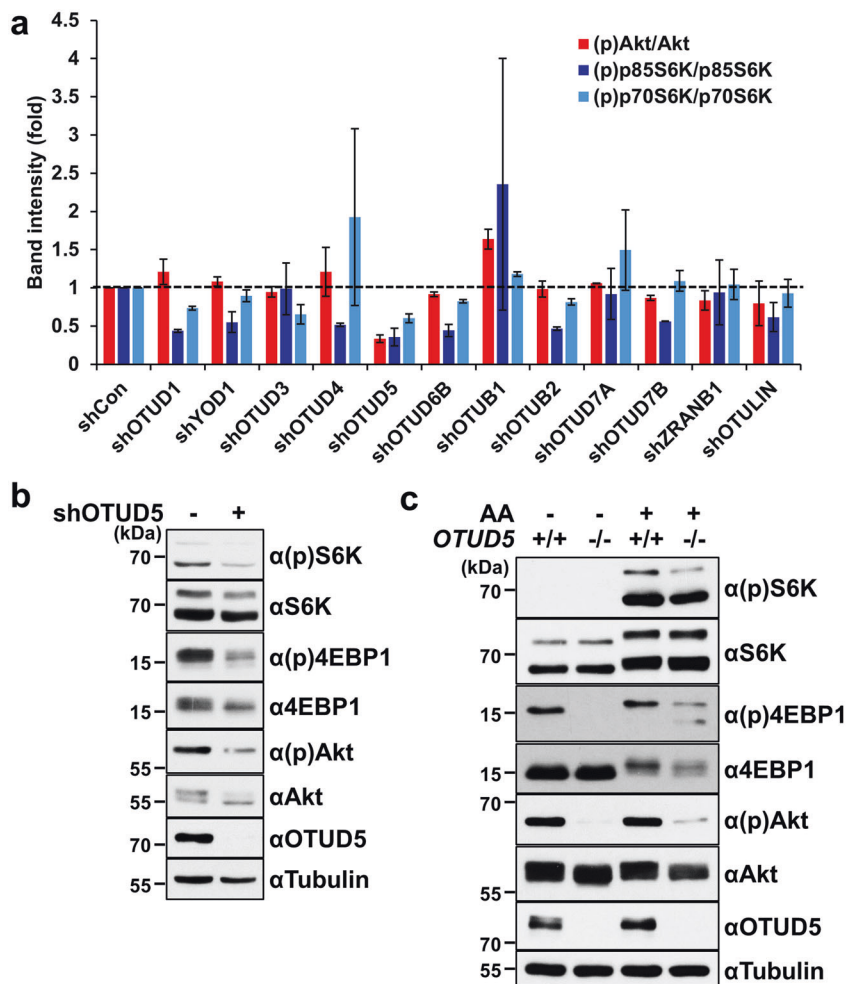 a
Band intensity (fold)
4.5
4
3.5
3
2.5
2
1.5
1
0.5
0
(p)Akt/Akt
(p)p85S6K/p85S6K
(p)p70S6K/p70S6K
shCon
shOTUD1
shYOD1
shOTUD3
shOTUD4
shOTUD5
shOTUD6B
shOTUB1
shOTUB2
shOTUD7A
shOTUD7B
shZRANB1
shOTULIN
b
shOTUD5 - +
(kDa)
70 α(p)S6K
70 αS6K
15 α(p)4EBP1
15 α4EBP1
α(p)Akt
55
55 αAkt
70 αOTUD5
55 αTubulin
c
AA - - + +
OTUD5 +/+ -/- +/+ -/-
(kDa)
70 α(p)S6K
70 αS6K
15 α(p)4EBP1
15 α4EBP1
70
α(p)Akt
αAkt
55
αOTUD5
70
55 αTubulin